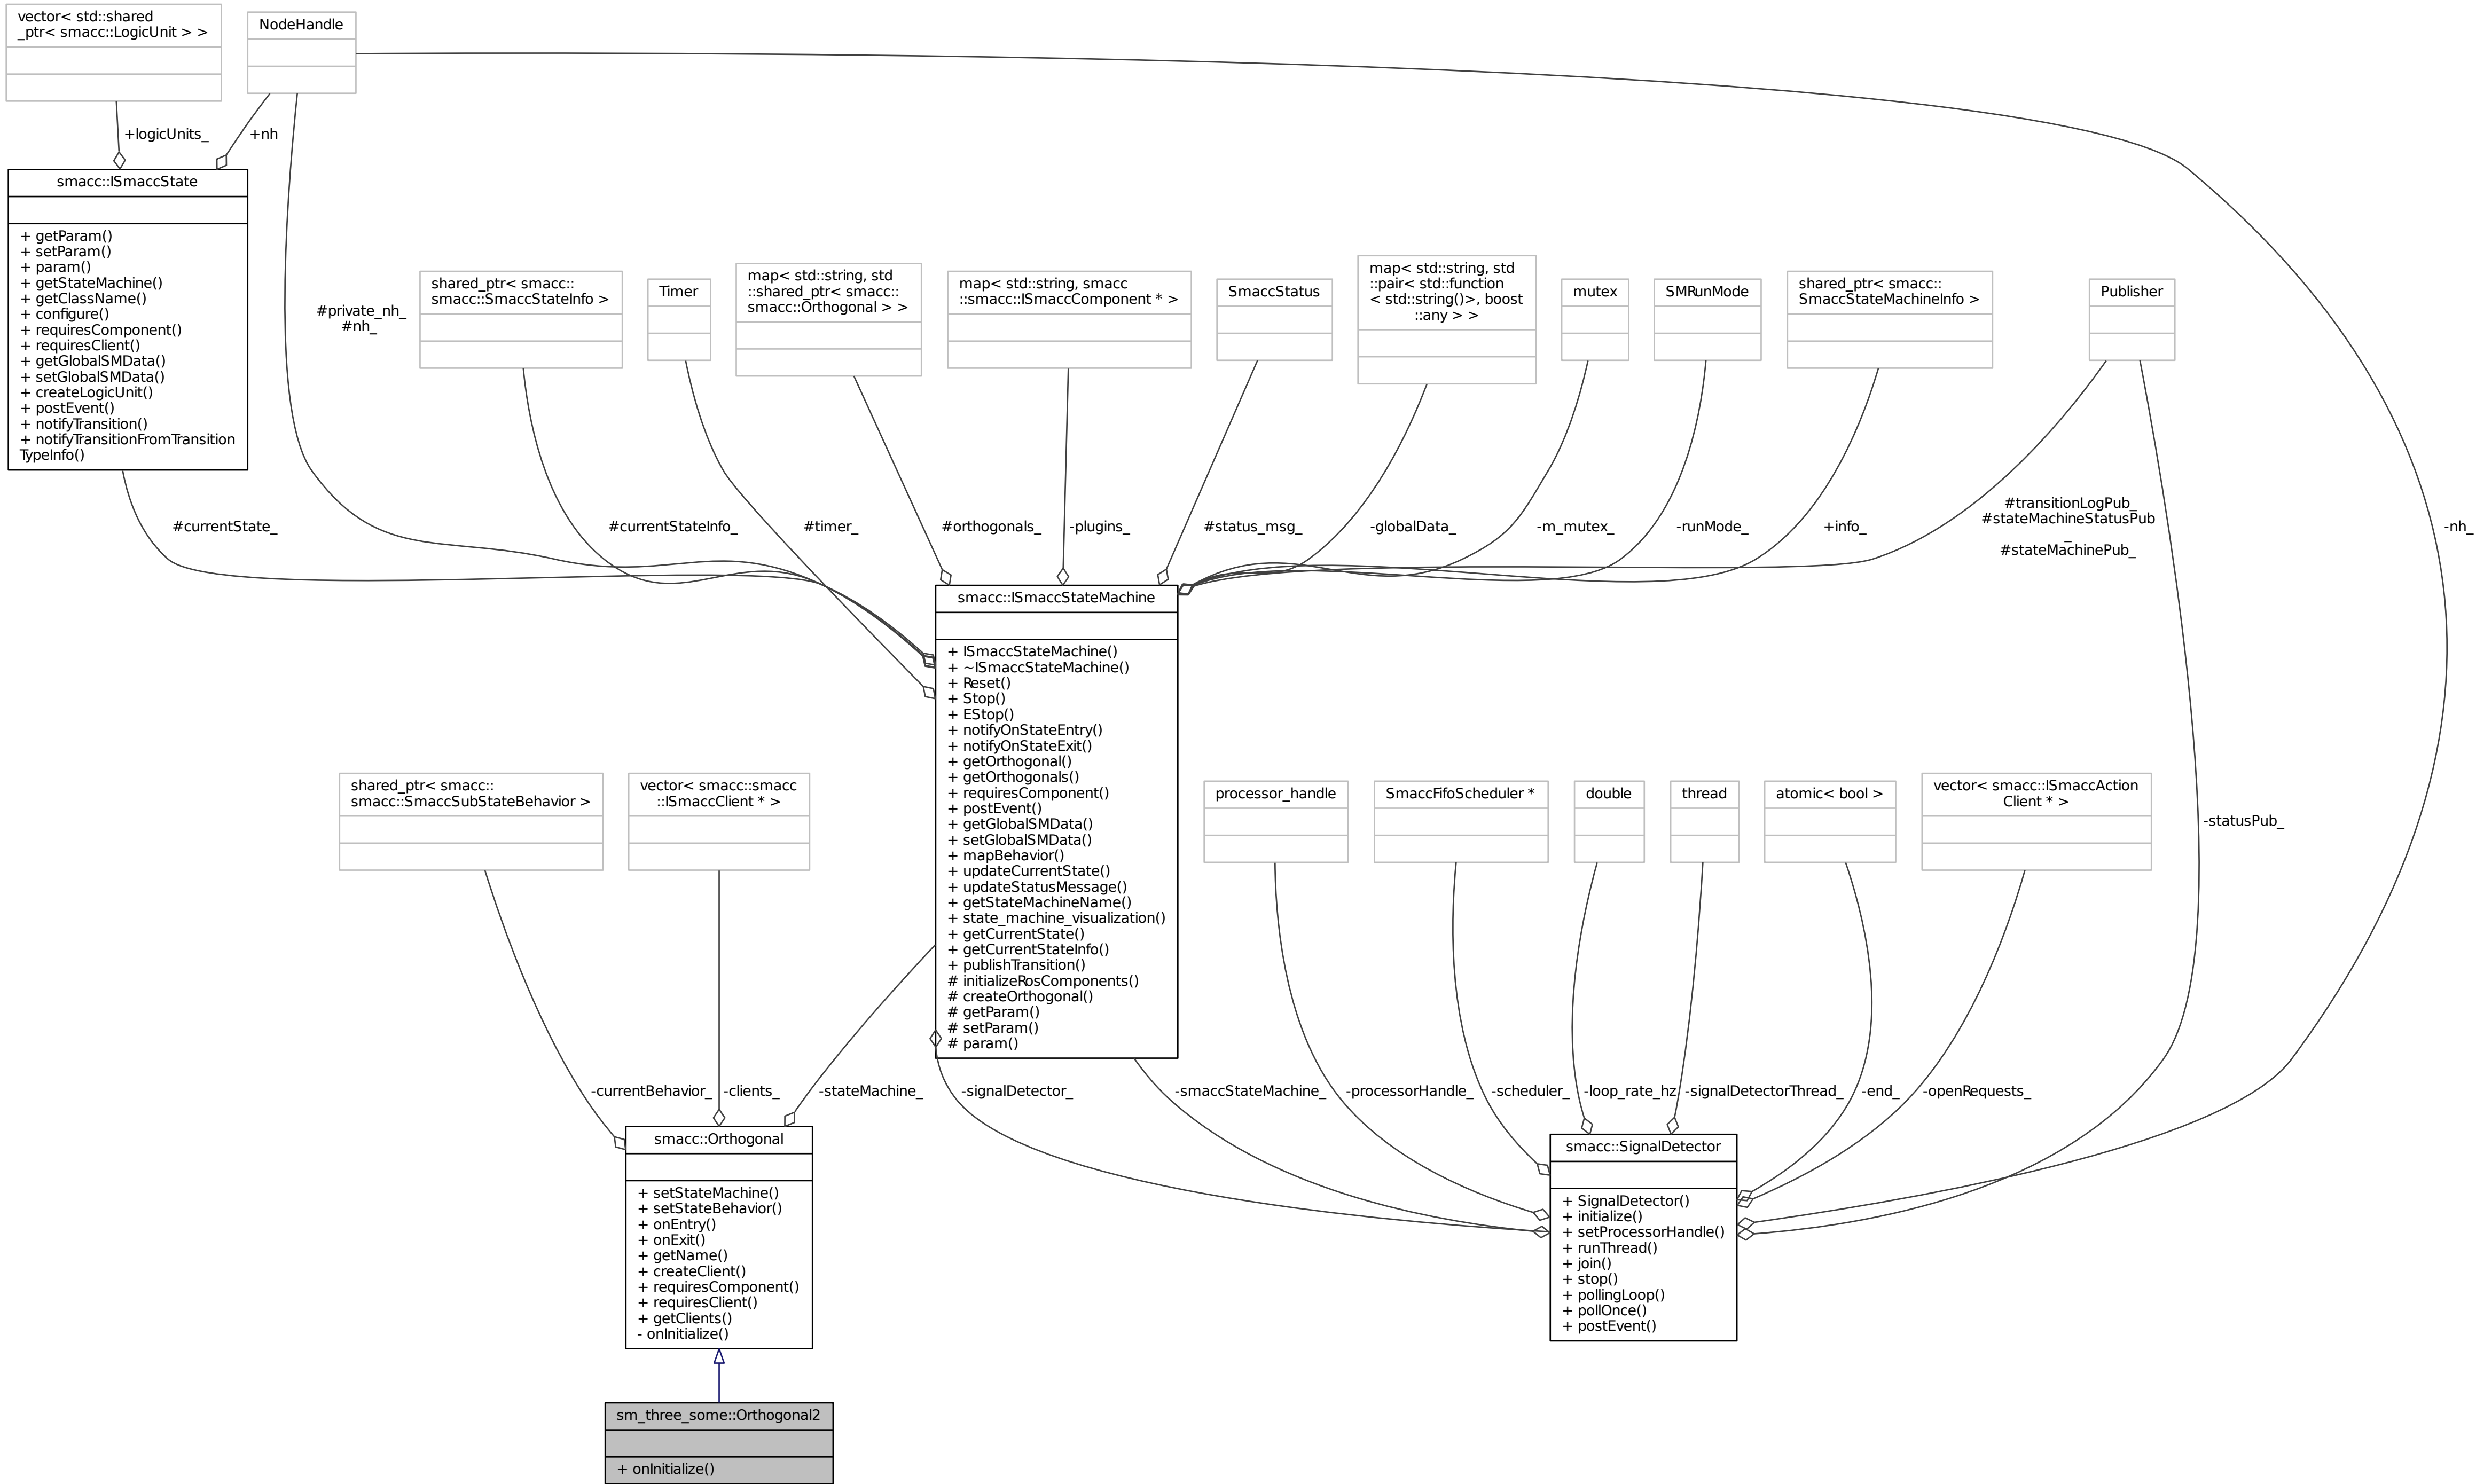 vector< std::shared
_ptr< smacc::LogicUnit > >
NodeHandle
+logicUnits_
+nh
smacc::ISmaccState
+ getParam()
+ setParam()
+ param()
+ getStateMachine()
+ getClassName()
+ configure()
+ requiresComponent()
+ requiresClient()
+ getGlobalSMData()
+ setGlobalSMData()
+ createLogicUnit()
+ postEvent()
+ notifyTransition()
+ notifyTransitionFromTransition
TypeInfo()
#private_nh_
#nh_
shared_ptr< smacc::
smacc::SmaccStateInfo >
Timer
map< std::string, std
::shared_ptr< smacc::
smacc::Orthogonal > >
map< std::string, smacc
::smacc::ISmaccComponent * >
SmaccStatus
map< std::string, std
::pair< std::function
< std::string()>, boost
::any > >
mutex
SMRunMode
shared_ptr< smacc::
SmaccStateMachineInfo >
Publisher
#currentState_
#currentStateInfo_
#timer_
#orthogonals_
-plugins_
#status_msg_
-globalData_
-m_mutex_
-runMode_
+info_
#transitionLogPub_
#stateMachineStatusPub
_
#stateMachinePub_
-nh_
smacc::ISmaccStateMachine
+ ISmaccStateMachine()
+ ~ISmaccStateMachine()
+ Reset()
+ Stop()
+ EStop()
+ notifyOnStateEntry()
+ notifyOnStateExit()
+ getOrthogonal()
+ getOrthogonals()
+ requiresComponent()
+ postEvent()
+ getGlobalSMData()
+ setGlobalSMData()
+ mapBehavior()
+ updateCurrentState()
+ updateStatusMessage()
+ getStateMachineName()
+ state_machine_visualization()
+ getCurrentState()
+ getCurrentStateInfo()
+ publishTransition()
# initializeRosComponents()
# createOrthogonal()
# getParam()
# setParam()
# param()
shared_ptr< smacc::
smacc::SmaccSubStateBehavior >
vector< smacc::smacc
::ISmaccClient * >
processor_handle
SmaccFifoScheduler *
double
thread
atomic< bool >
vector< smacc::ISmaccAction
Client * >
-statusPub_
-currentBehavior_
-clients_
-stateMachine_
-signalDetector_
-smaccStateMachine_
-processorHandle_
-scheduler_
-loop_rate_hz
-signalDetectorThread_
-end_
-openRequests_
smacc::Orthogonal
+ setStateMachine()
+ setStateBehavior()
+ onEntry()
+ onExit()
+ getName()
+ createClient()
+ requiresComponent()
+ requiresClient()
+ getClients()
- onInitialize()
smacc::SignalDetector
+ SignalDetector()
+ initialize()
+ setProcessorHandle()
+ runThread()
+ join()
+ stop()
+ pollingLoop()
+ pollOnce()
+ postEvent()
sm_three_some::Orthogonal2
+ onInitialize()